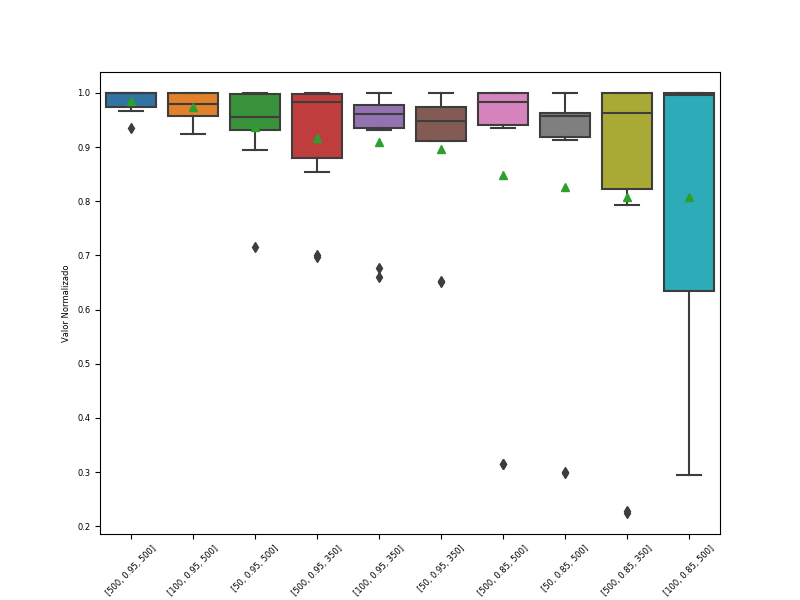 1.0
0.9
0.8
0.7
0.6
0.5
0.4
0.3
0.2
Valor Normalizado
[500, 0.95, 500]
[100, 0.95, 500]
[50, 0.95, 500]
[500, 0.95, 350]
[100, 0.95, 350]
[50, 0.95, 350]
[500, 0.85, 500]
[50, 0.85, 500]
[500, 0.85, 350]
[100, 0.85, 500]